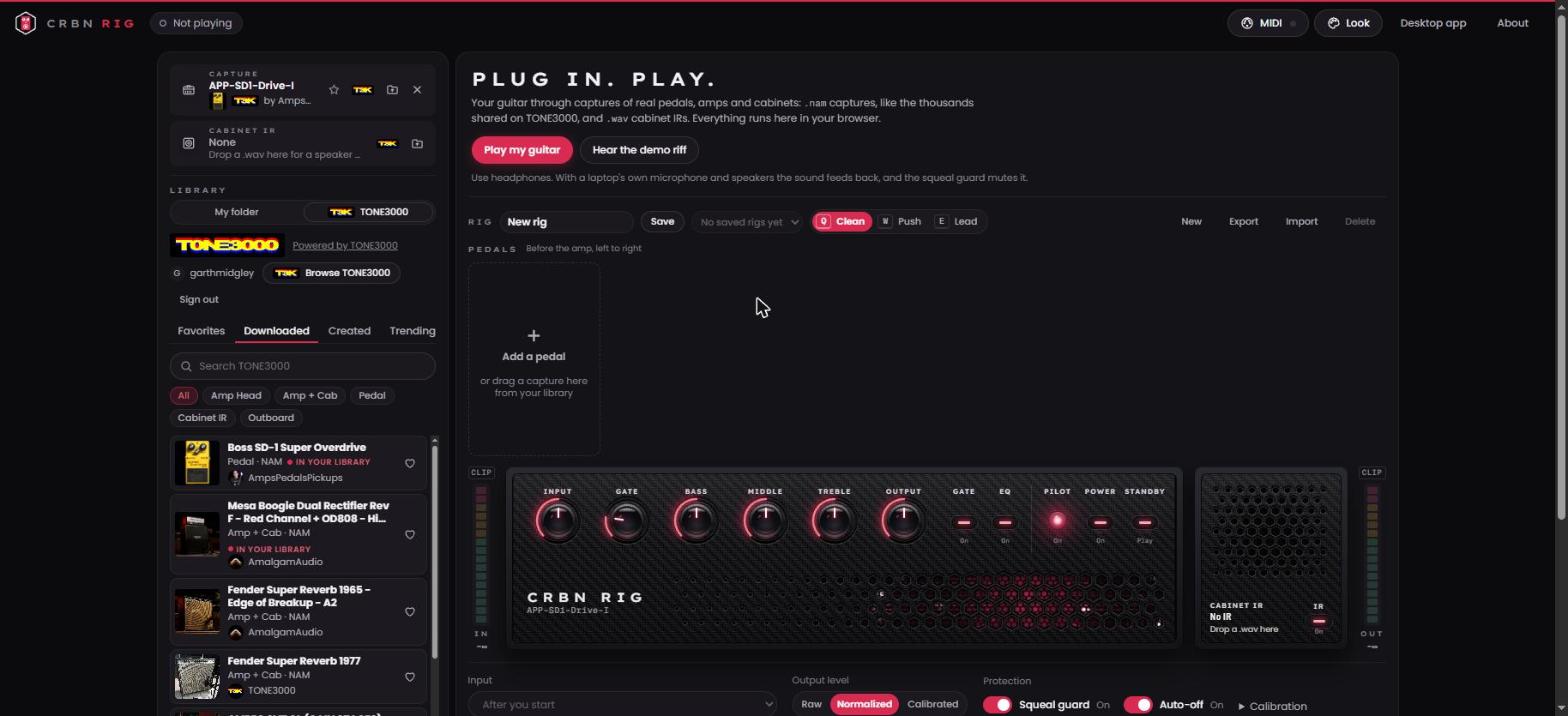 CRBN RIG
Not playing
MIDI
Look
Desktop app
About
CAPTURE
APP-SD1-Drive-I
T3K by Amps...
T3K
CABINET IR
None
Drop a .wav here for a speaker ...
T3K
LIBRARY
My folder
T3K TONE3000
TONE3000
Powered by TONE3000
G garthmidgley
T3K Browse TONE3000
Sign out
Favorites
Downloaded
Created
Trending
Search TONE3000
All
Amp Head
Amp + Cab
Pedal
Cabinet IR
Outboard
Boss SD-1 Super Overdrive
Pedal · NAM IN YOUR LIBRARY
AmpsPedalsPickups
Mesa Boogie Dual Rectifier Rev
F - Red Channel + OD808 - Hi...
Amp + Cab · NAM
IN YOUR LIBRARY
AmalgamAudio
Fender Super Reverb 1965 -
Edge of Breakup - A2
Amp + Cab · NAM
AmalgamAudio
Fender Super Reverb 1977
Amp + Cab · NAM
T3K TONE3000
PLUG IN. PLAY.
Your guitar through captures of real pedals, amps and cabinets: .nam captures, like the thousands
shared on TONE3000, and .wav cabinet IRs. Everything runs here in your browser.
Play my guitar
Hear the demo riff
Use headphones. With a laptop's own microphone and speakers the sound feeds back, and the squeal guard mutes it.
RIG
New rig
Save
No saved rigs yet
Q Clean
W Push
E Lead
New
Export
Import
Delete
PEDALS Before the amp, left to right
+
Add a pedal
or drag a capture here
from your library
CLIP
IN
-∞
INPUT
GATE
BASS
MIDDLE
TREBLE
OUTPUT
GATE
On
EQ
On
PILOT
On
POWER
On
STANDBY
Play
CRBN RIG
APP-SD1-Drive-I
CABINET IR
No IR
Drop a .wav here
IR
On
CLIP
OUT
-∞
Input
After you start
Output level
Raw
Normalized
Calibrated
Protection
Squeal guard On
Auto-off On
Calibration